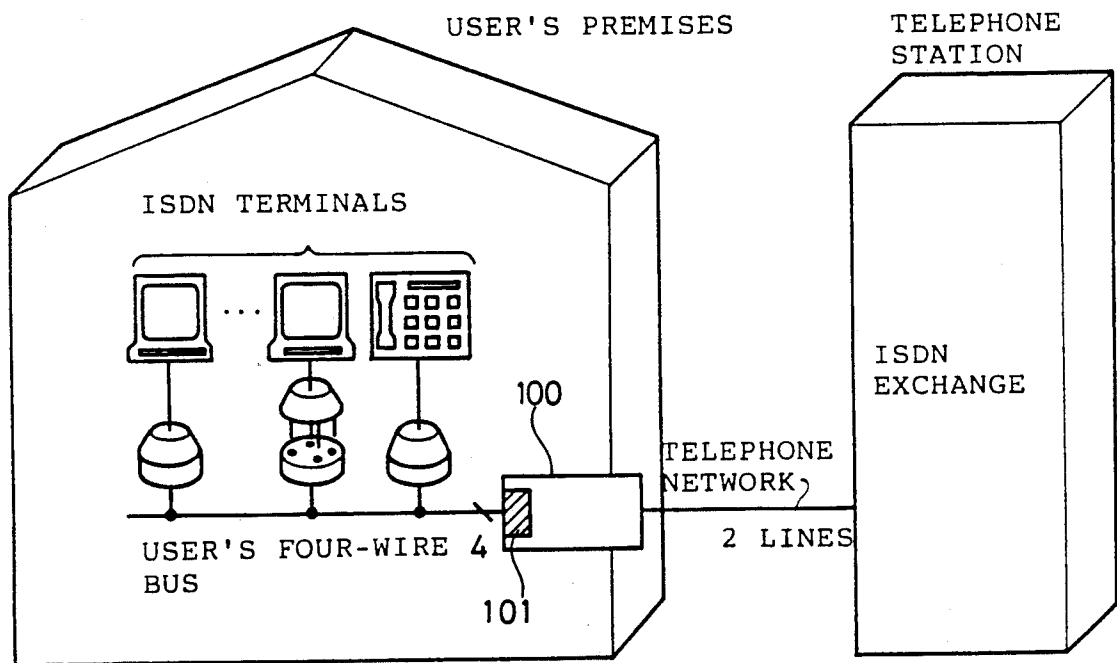 USER'S PREMISES
TELEPHONE
STATION
ISDN TERMINALS
...
ISDN
EXCHANGE
100
TELEPHONE
NETWORK
2 LINES
USER'S FOUR-WIRE
BUS
4
101